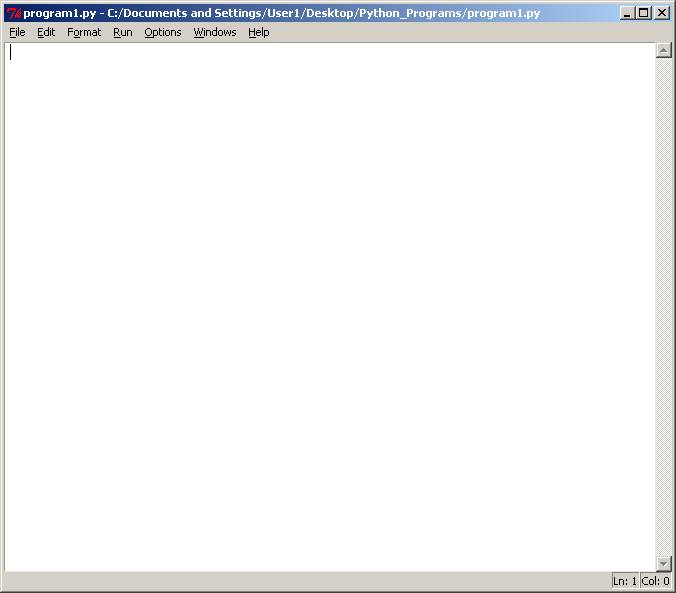 program1.py - C:/Documents and Settings/User1/Desktop/Python_Programs/program1.py
File Edit Format Run Options Windows Help
Ln: 1 Col: 0